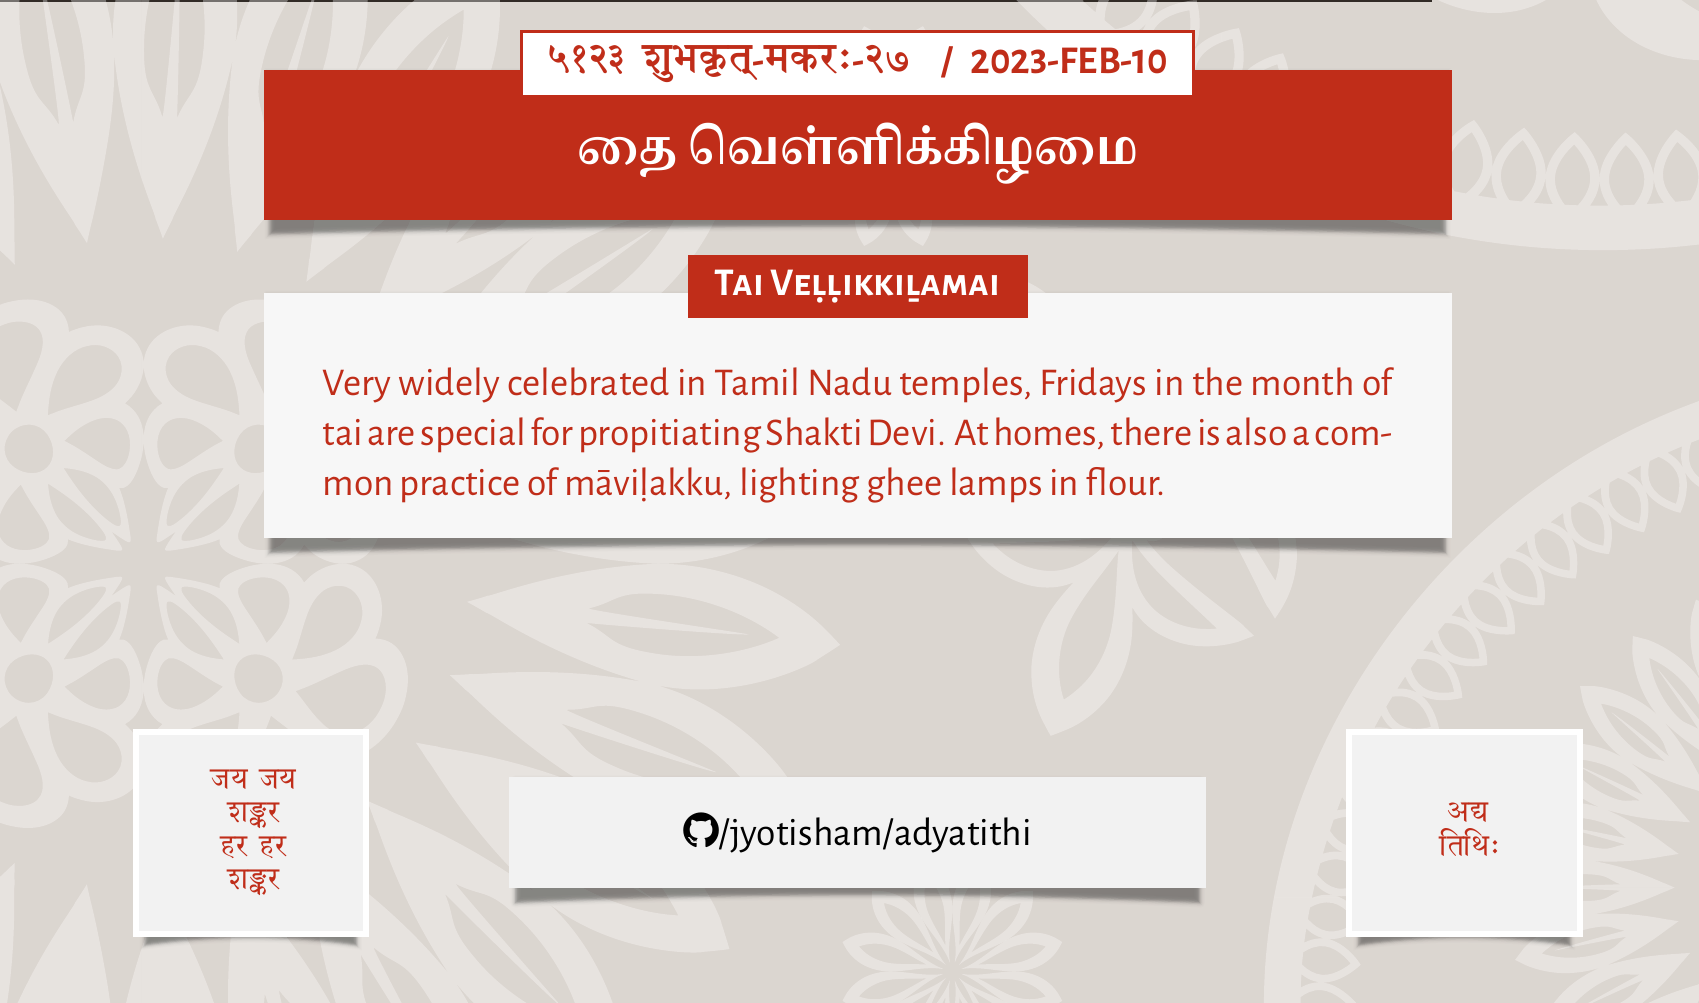 ५१२३ शुभकृत्-मकरः-२७ / 2023-FEB-10
தை வெள்ளிக்கிழமை
Tai Veḷḷikkiḻamai
Very widely celebrated in Tamil Nadu temples, Fridays in the month of
tai are special for propitiating Shakti Devi. At homes, there is also a com-
mon practice of māviḷakku, lighting ghee lamps in flour.
जय जय
शङ्कर
हर हर
शङ्कर
/jyotisham/adyatithi
अद्य
तिथिः